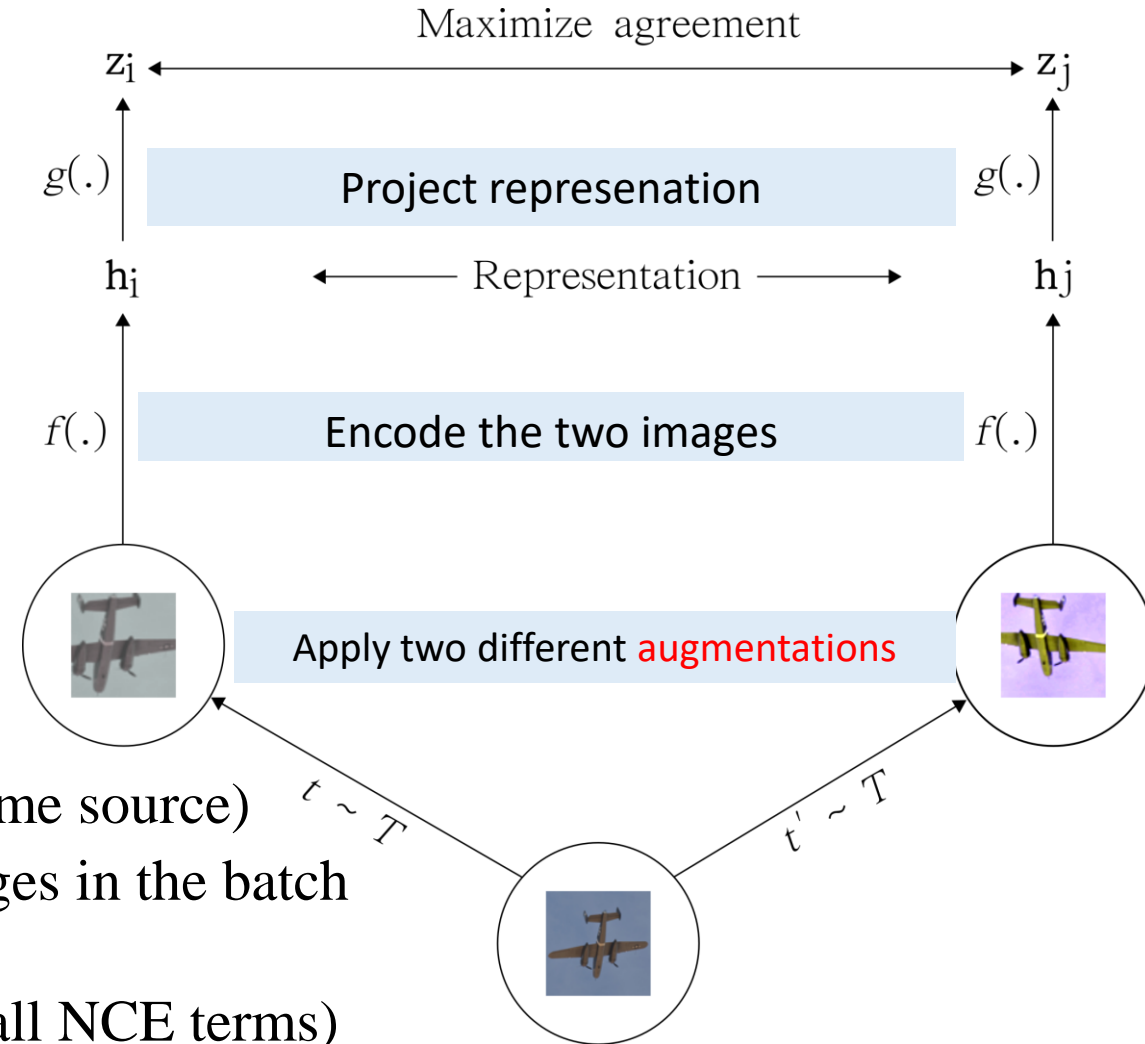 Maximize agreement
zi zj
g(.) Project represenation g(.)
hi Representation hj
f(.) Encode the two images f(.)
Apply two different augmentations
me source) t ~ T t' ~ T
ges in the batch
all NCE terms)